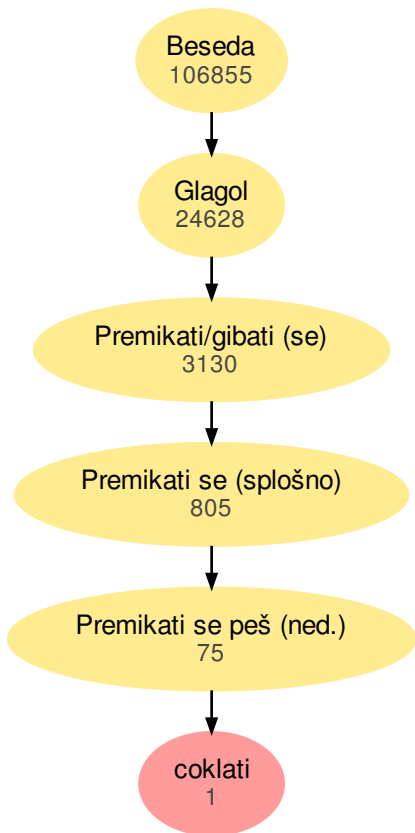 Beseda
106855
Glagol
24628
Premikati/gibati (se)
3130
Premikati se (splošno)
805
Premikati se peš (ned.)
75
coklati
1